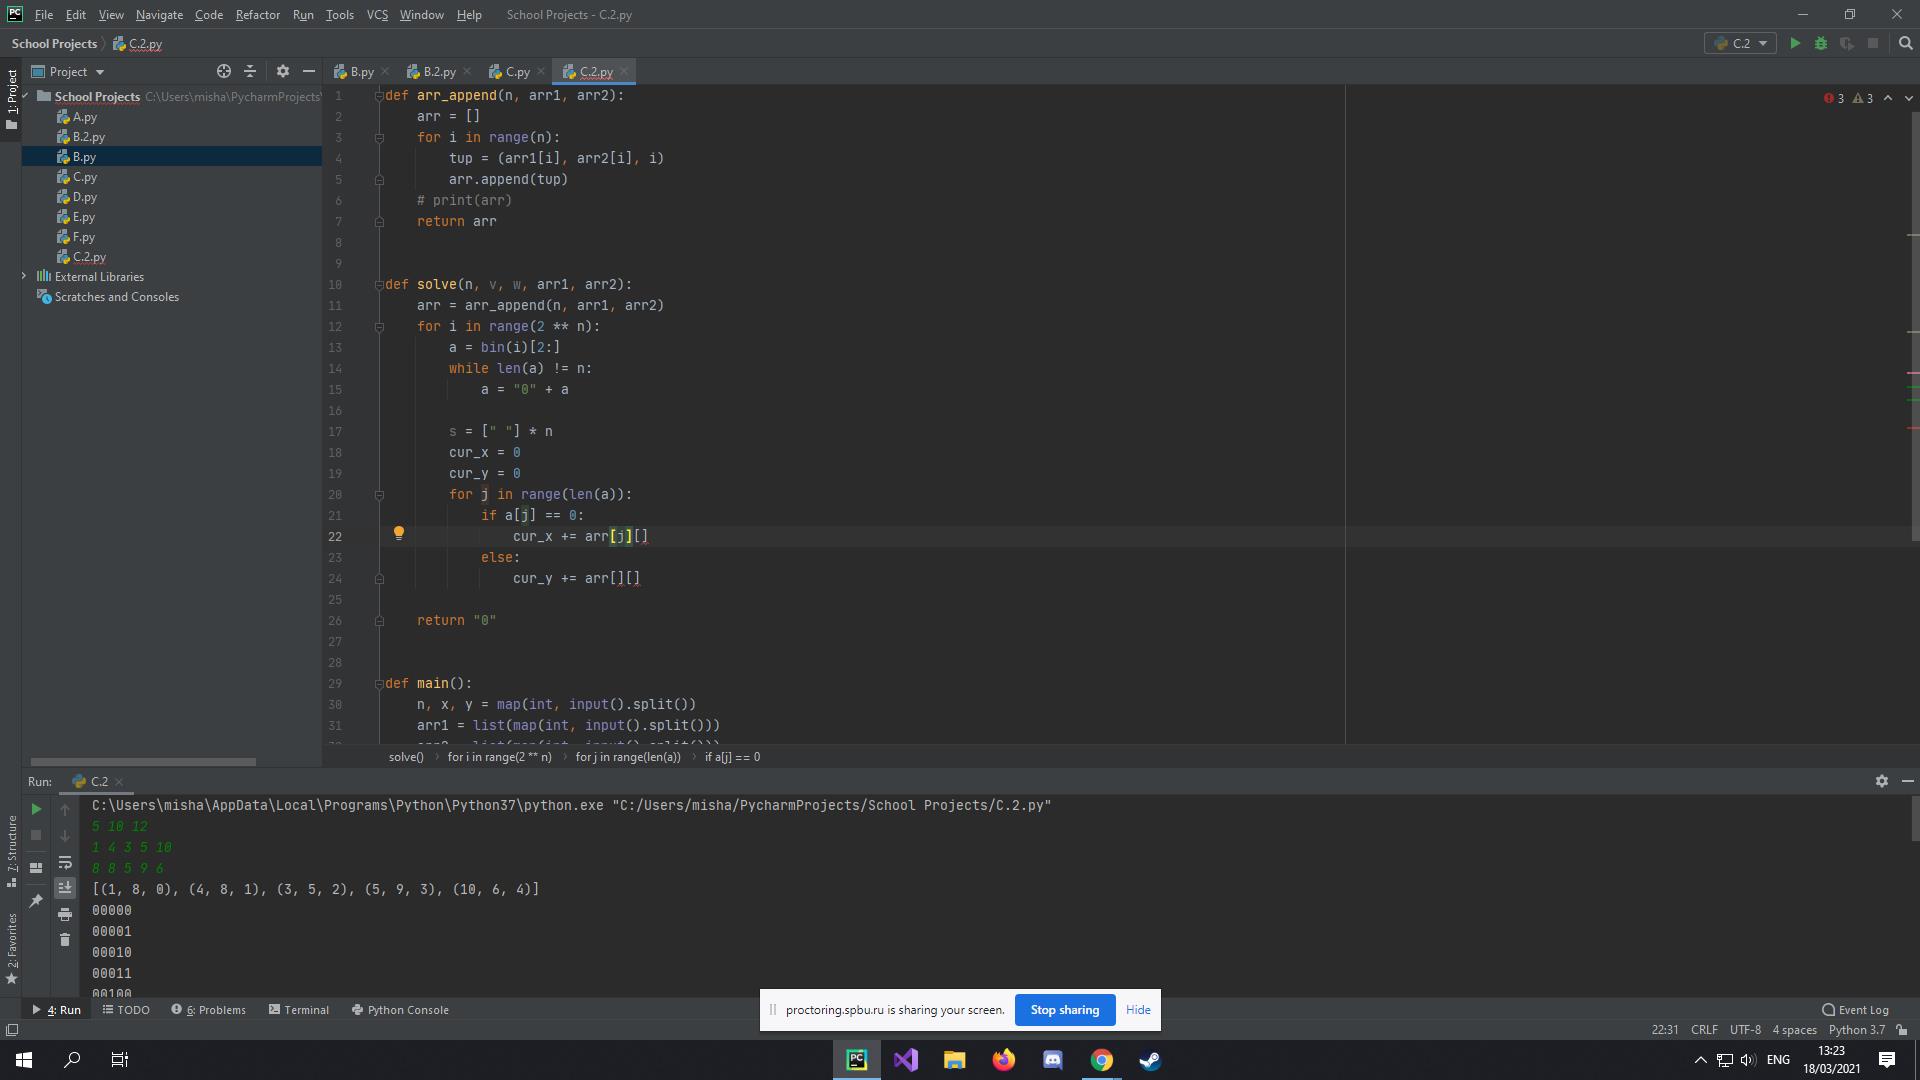 PC File Edit View Navigate Code Refactor Run Tools VCS Window Help School Projects - C.2.py
School Projects C.2.py
C.2
Project
B.py B.2.py C.py C.2.py
1: Project
School Projects C:\Users\misha\PycharmProjects\
A.py
B.2.py
B.py
C.py
D.py
E.py
F.py
C.2.py
External Libraries
Scratches and Consoles
3 3
1 def arr_append(n, arr1, arr2):
2 arr = []
3 for i in range(n):
4 tup = (arr1[i], arr2[i], i)
5 arr.append(tup)
6 # print(arr)
7 return arr
8
9
10 def solve(n, v, w, arr1, arr2):
11 arr = arr_append(n, arr1, arr2)
12 for i in range(2 ** n):
13 a = bin(i)[2:]
14 while len(a) != n:
15 a = "0" + a
16
17 s = [" "] * n
18 cur_x = 0
19 cur_y = 0
20 for j in range(len(a)):
21 if a[j] == 0:
22 cur_x += arr[j][]
23 else:
24 cur_y += arr[][]
25
26 return "0"
27
28
29 def main():
30 n, x, y = map(int, input().split())
31 arr1 = list(map(int, input().split()))
solve() for i in range(2 ** n) for j in range(len(a)) if a[j] == 0
Run: C.2
C:\Users\misha\AppData\Local\Programs\Python\Python37\python.exe "C:/Users/misha/PycharmProjects/School Projects/C.2.py"
5 10 12
1 4 3 5 10
8 8 5 9 6
[(1, 8, 0), (4, 8, 1), (3, 5, 2), (5, 9, 3), (10, 6, 4)]
00000
00001
00010
00011
00100
7: Structure
2: Favorites
proctoring.spbu.ru is sharing your screen. Stop sharing Hide
4: Run TODO 6: Problems Terminal Python Console Event Log
22:31 CRLF UTF-8 4 spaces Python 3.7
PC
ENG
13:23
18/03/2021